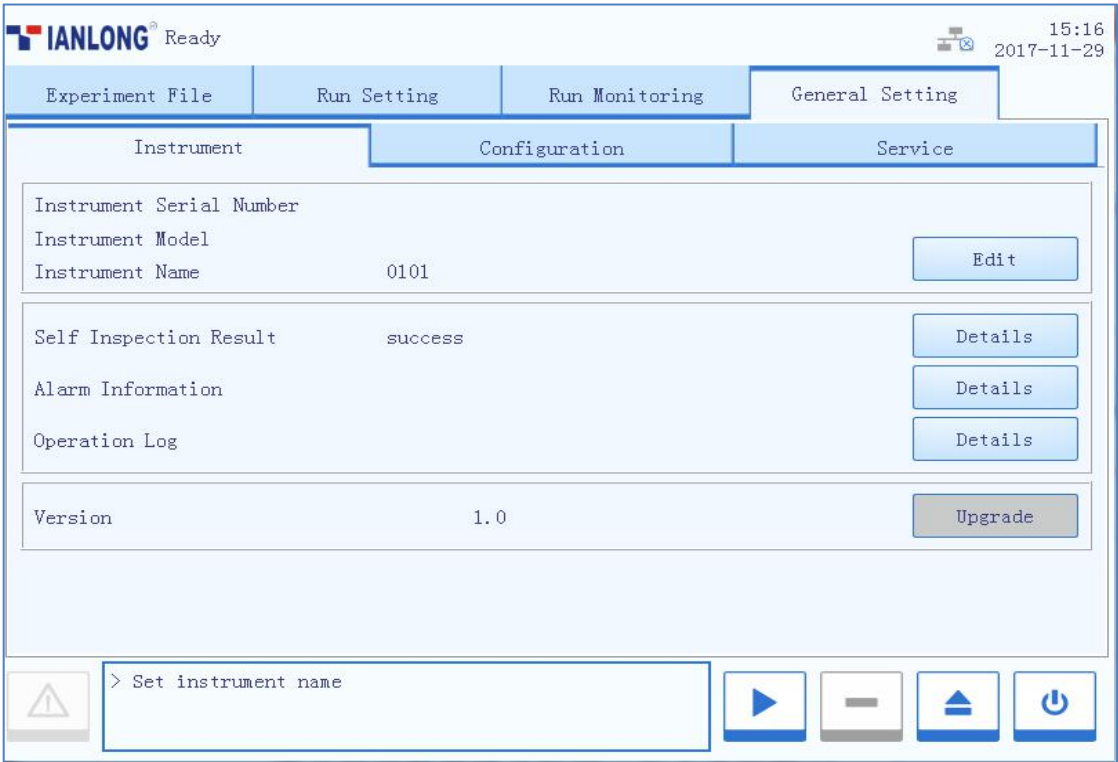 TIANLONG® Ready
15:16
2017-11-29
Experiment File Run Setting Run Monitoring General Setting
Instrument Configuration Service
Instrument Serial Number
Instrument Model
Instrument Name 0101
Edit
Self Inspection Result success Details
Alarm Information Details
Operation Log Details
Version 1.0 Upgrade
> Set instrument name